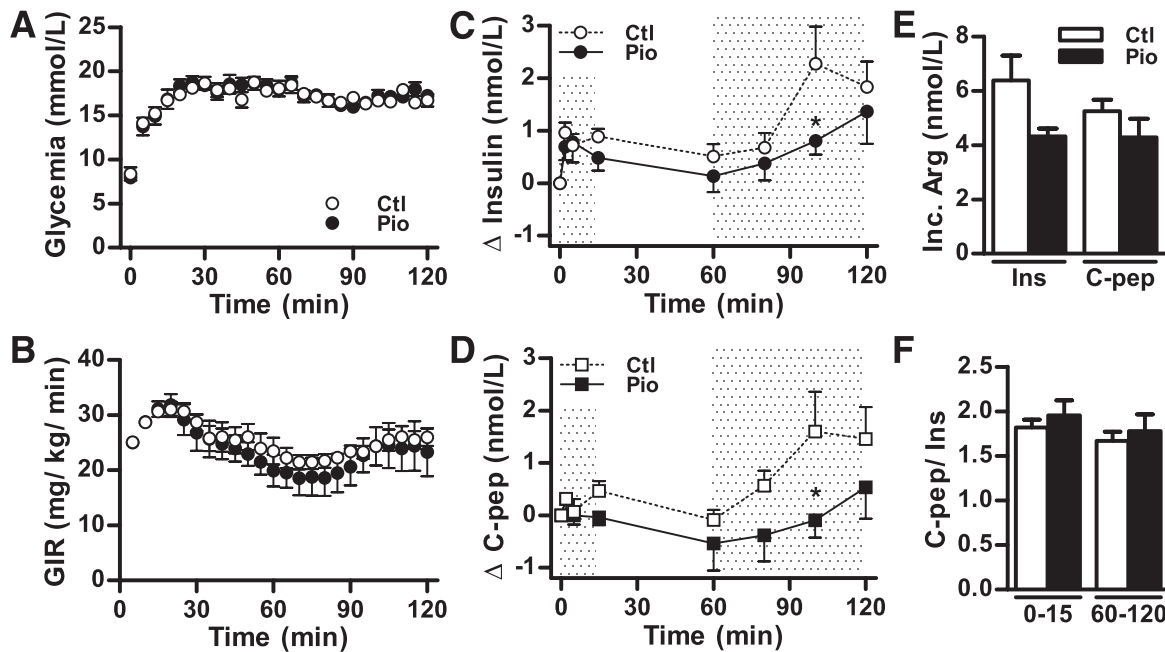 A
Glycemia (mmol/L)
25
20
15
10
5
0
Ctl
Pio
0 30 60 90 120
Time (min)
B
GIR (mg/ kg/ min)
40
30
20
10
0
0 30 60 90 120
Time (min)
C
Δ Insulin (nmol/L)
3
2
1
0
-1
Ctl
Pio
*
0 30 60 90 120
Time (min)
D
Δ C-pep (nmol/L)
3
2
1
0
-1
Ctl
Pio
*
0 30 60 90 120
Time (min)
E
Inc. Arg (nmol/L)
8
6
4
2
0
Ctl
Pio
Ins C-pep
F
C-pep/ Ins
2.5
2.0
1.5
1.0
0.5
0.0
0-15 60-120